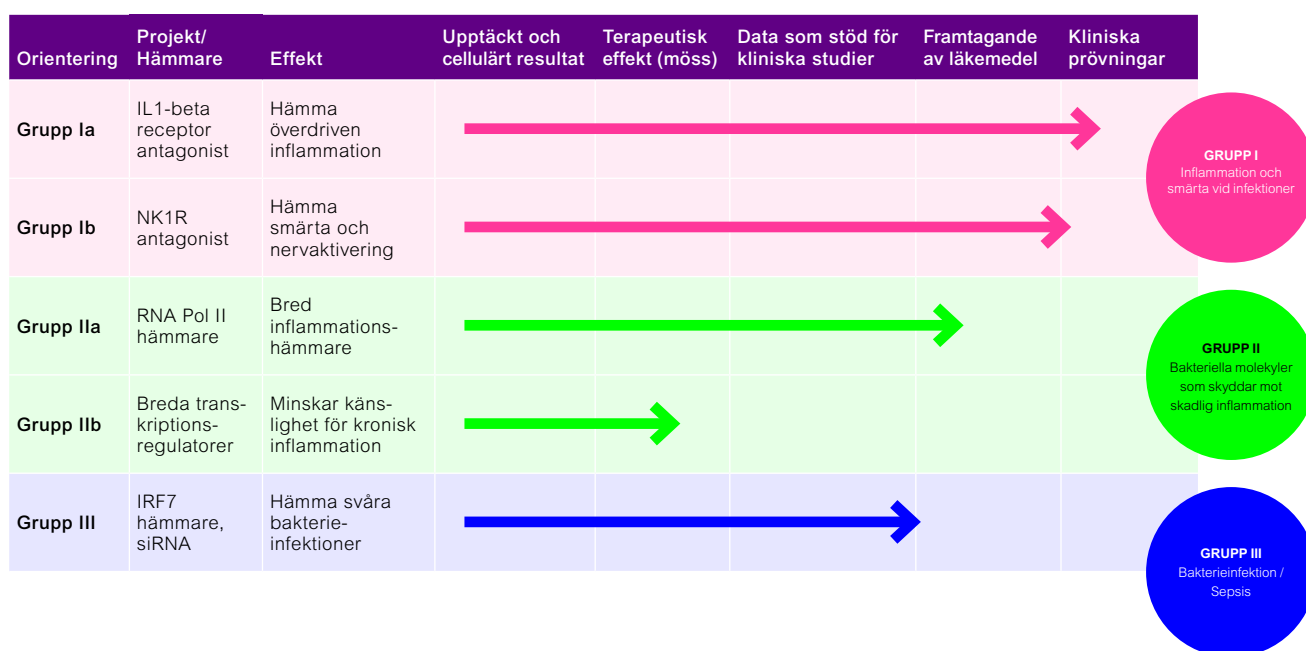 Orientering
Projekt/
Hämmare
Effekt
Upptäckt och
cellulärt resultat
Terapeutisk
effekt (möss)
Data som stöd för
kliniska studier
Framtagande
av läkemedel
Kliniska
prövningar
Grupp Ia
IL1-beta
receptor
antagonist
Hämma
överdriven
inflammation
Grupp Ib
NK1R
antagonist
Hämma
smärta och
nervaktivering
Grupp IIa
RNA Pol II
hämmare
Bred
inflammations-
hämmare
Grupp IIb
Breda trans-
kriptions-
regulatorer
Minskar käns-
lighet för kronisk
inflammation
Grupp III
IRF7
hämmare,
siRNA
Hämma svåra
bakterie-
infektioner
GRUPP I
Inflammation och
smärta vid infektioner
GRUPP II
Bakteriella molekyler
som skyddar mot
skadlig inflammation
GRUPP III
Bakterieinfektion /
Sepsis